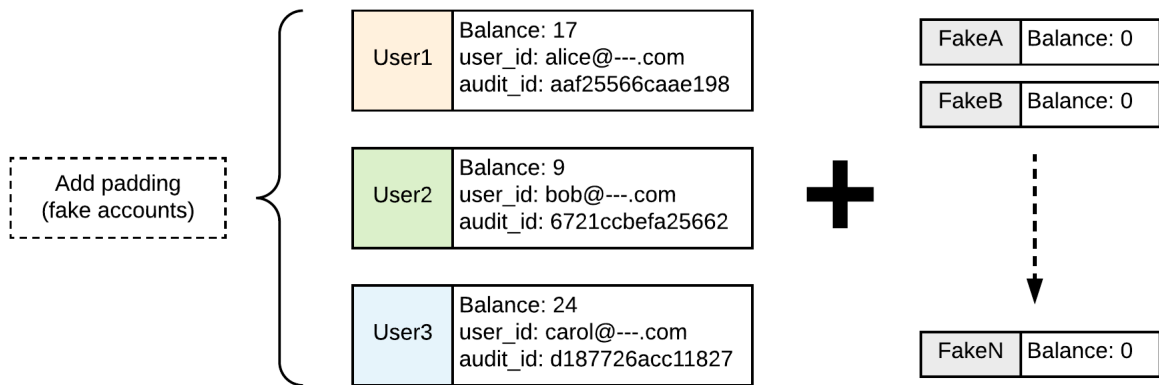 Add padding
(fake accounts)
User1
Balance: 17
user_id: alice@---.com
audit_id: aaf25566caae198
User2
Balance: 9
user_id: bob@---.com
audit_id: 6721ccbefa25662
User3
Balance: 24
user_id: carol@---.com
audit_id: d187726acc11827
FakeA
Balance: 0
FakeB
Balance: 0
FakeN
Balance: 0